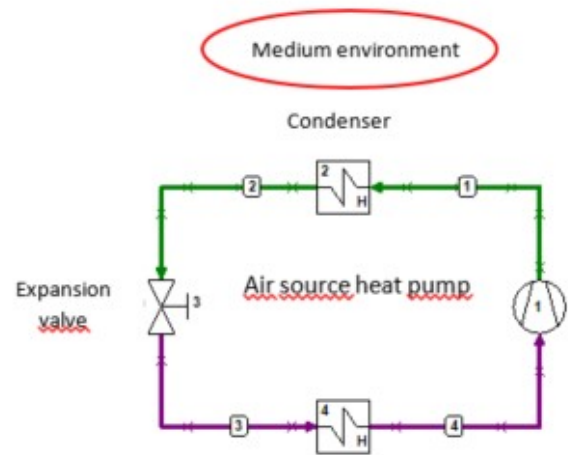 Medium environment
Condenser
2
H
2
1
Expansion
valve
3
Air source heat pump
1
4
H
3
4